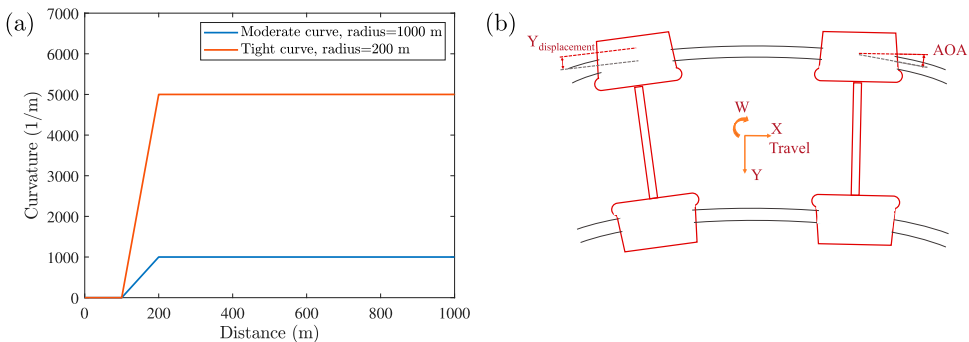 (a)
Curvature (1/m)
7000
6000
5000
4000
3000
2000
1000
0
0 200 400 600 800 1000
Distance (m)
Moderate curve, radius=1000 m
Tight curve, radius=200 m
(b)
Ydisplacement
AOA
W
X
Travel
Y